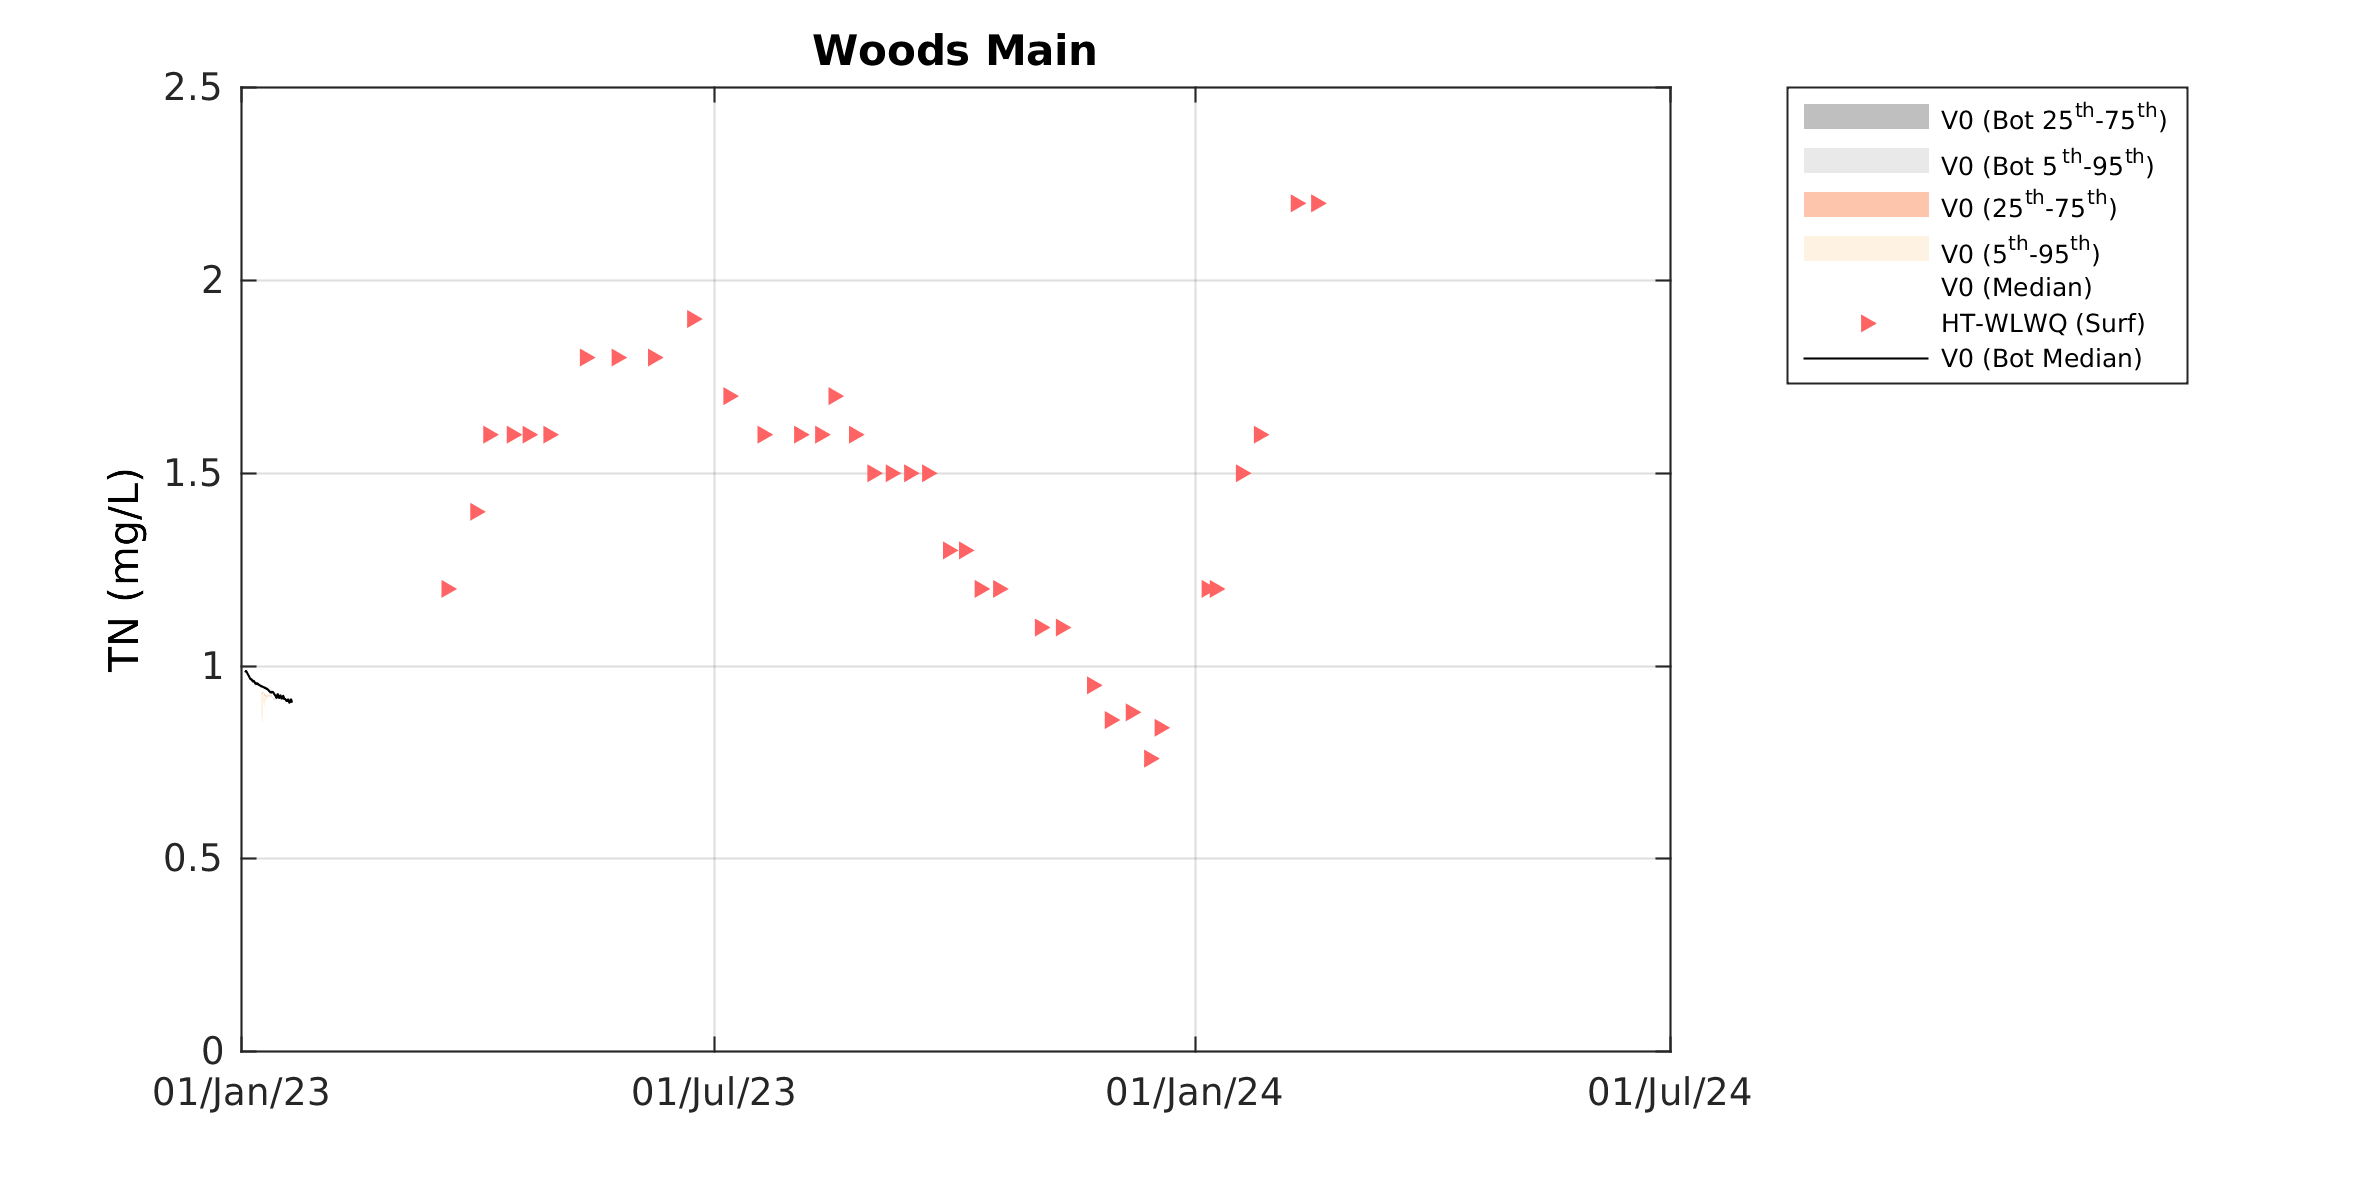 Woods Main
2.5
2
1.5
1
0.5
0
TN (mg/L)
01/Jan/23
01/Jul/23
01/Jan/24
01/Jul/24
V0 (Bot 25th-75th)
V0 (Bot 5th-95th)
V0 (25th-75th)
V0 (5th-95th)
V0 (Median)
HT-WLWQ (Surf)
V0 (Bot Median)